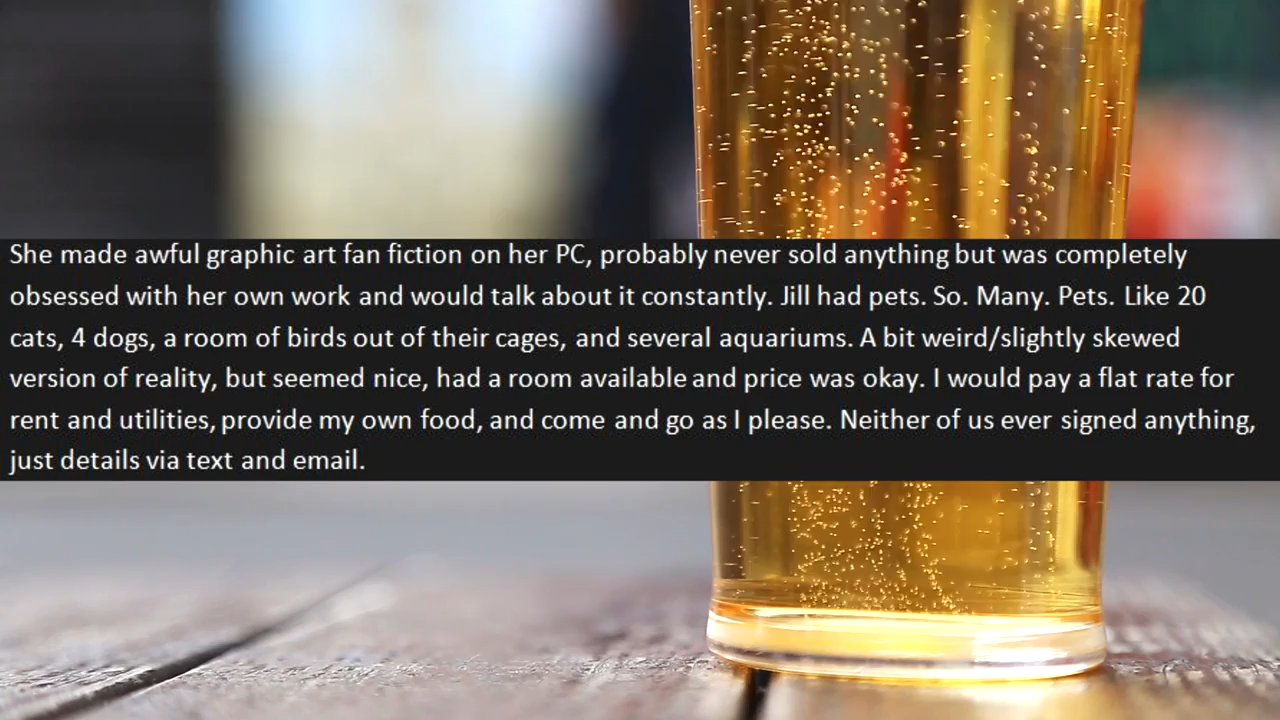 She made awful graphic art fan fiction on her PC, probably never sold anything but was completely
obsessed with her own work and would talk about it constantly. Jill had pets. So. Many. Pets. Like 20
cats, 4 dogs, a room of birds out of their cages, and several aquariums. A bit weird/slightly skewed
version of reality, but seemed nice, had a room available and price was okay. I would pay a flat rate for
rent and utilities, provide my own food, and come and go as I please. Neither of us ever signed anything,
just details via text and email.